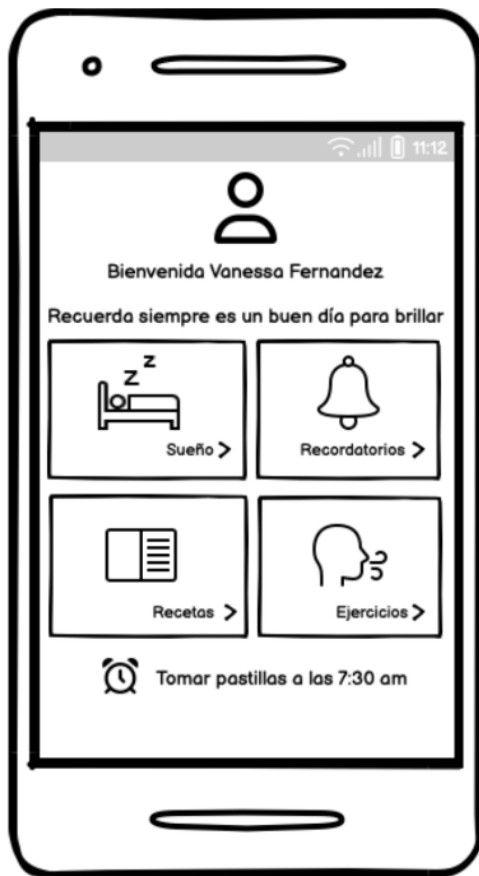 11:12
Bienvenida Vanessa Fernandez
Recuerda siempre es un buen día para brillar
z
Z
Sueño >
Recordatorios >
Recetas >
Ejercicios >
Tomar pastillas a las 7:30 am